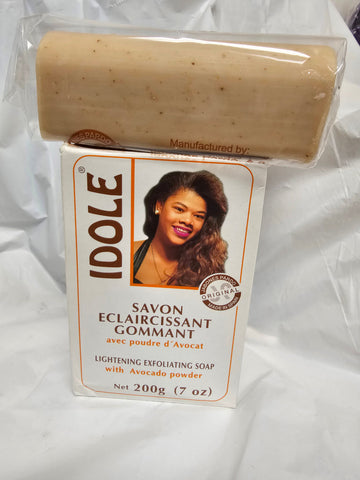 Manufactured by:
IDOLE®
ORIGINAL
SAVON
ECLAIRCISSANT
GOMMANT
avec poudre d'Avocat
LIGHTENING EXFOLIATING SOAP
with Avocado powder
Net 200g (7 oz)